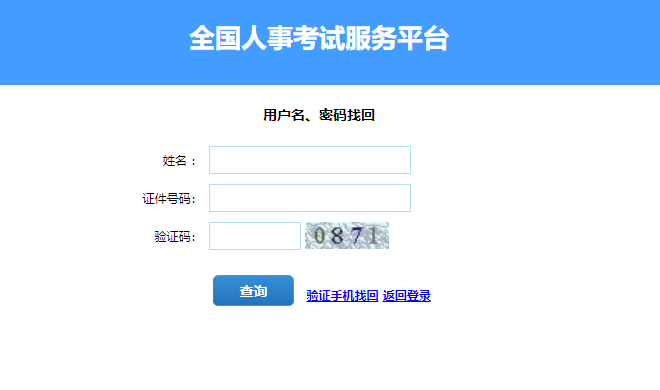 全国人事考试服务平台
用户名、密码找回
姓名：
证件号码:
验证码: 0871
查询 验证手机找回 返回登录